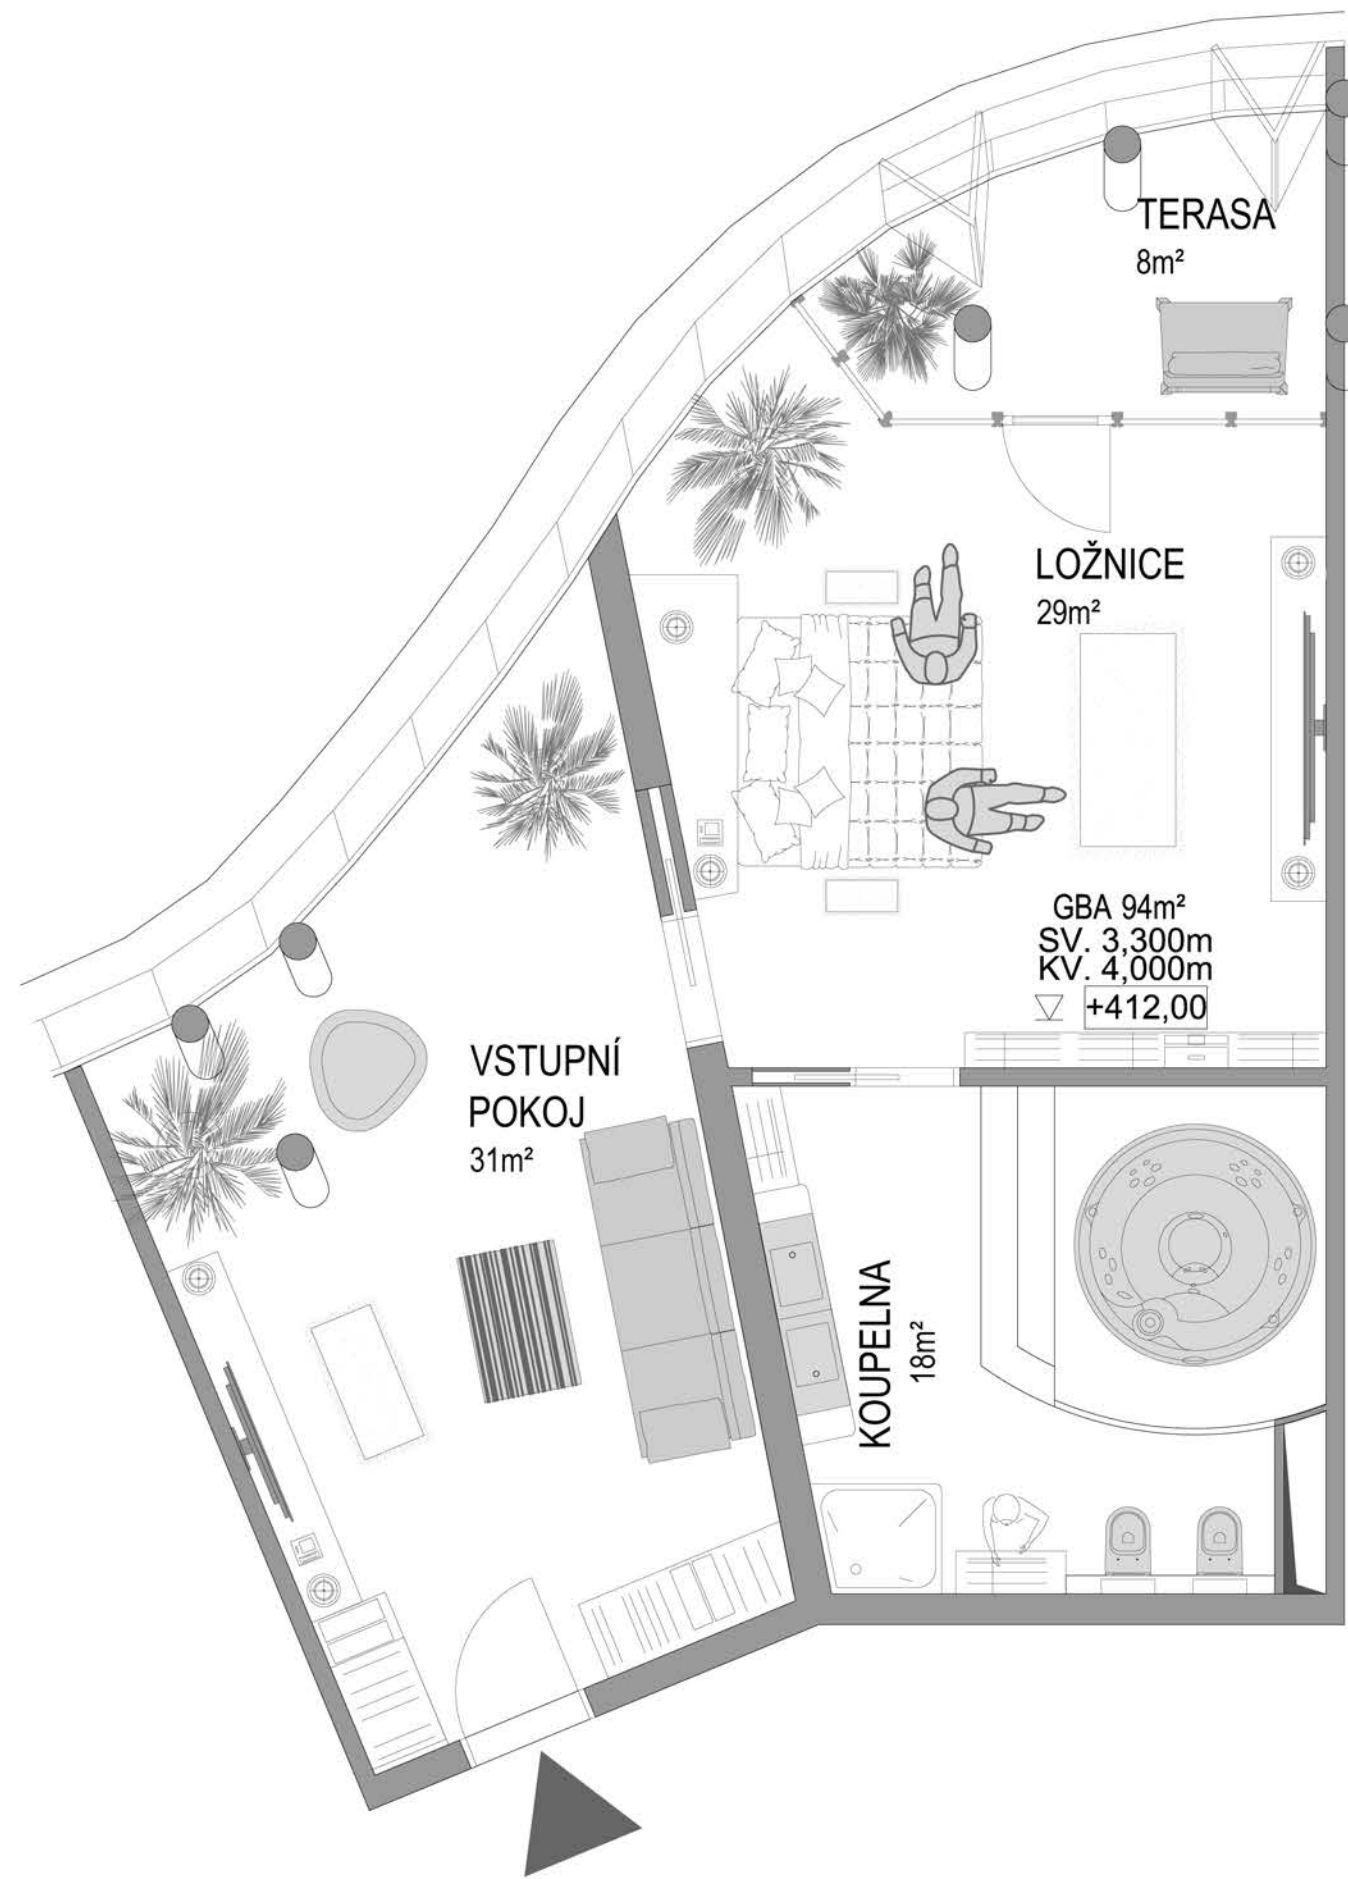 TERASA
8m²
LOŽNICE
29m²
GBA 94m²
SV. 3,300m
KV. 4,000m
+412,00
VSTUPNÍ
POKOJ
31m²
KOUPELNA
18m²